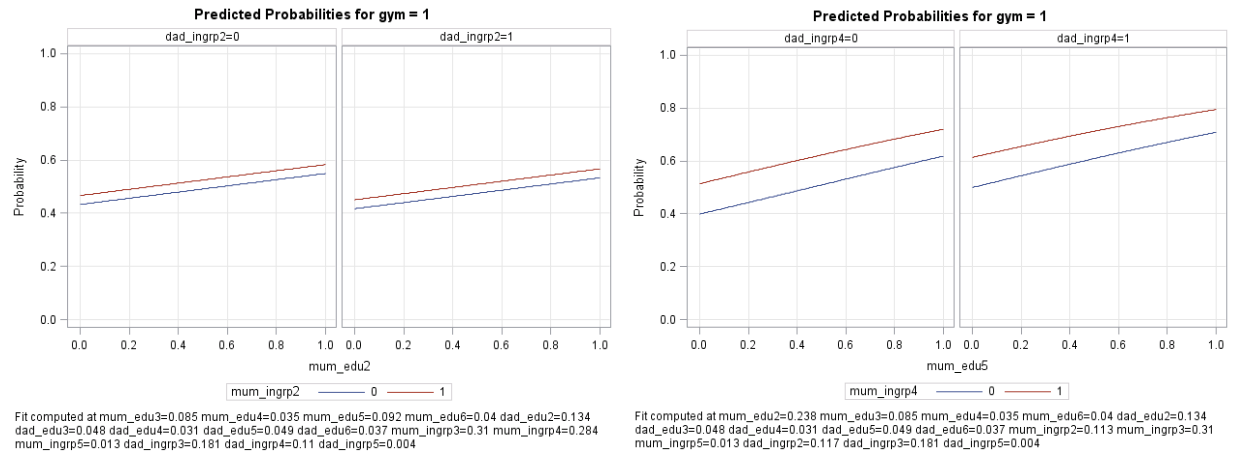 Predicted Probabilities for gym = 1
dad_ingrp2=0
dad_ingrp2=1
1.0
0.8
0.6
0.4
0.2
0.0
Probability
0.0 0.2 0.4 0.6 0.8 1.0
0.0 0.2 0.4 0.6 0.8 1.0
mum_edu2
mum_ingrp2 0 1
Fit computed at mum_edu3=0.085 mum_edu4=0.035 mum_edu5=0.092 mum_edu6=0.04 dad_edu2=0.134
dad_edu3=0.048 dad_edu4=0.031 dad_edu5=0.049 dad_edu6=0.037 mum_ingrp3=0.31 mum_ingrp4=0.284
mum_ingrp5=0.013 dad_ingrp3=0.181 dad_ingrp4=0.11 dad_ingrp5=0.004
Predicted Probabilities for gym = 1
dad_ingrp4=0
dad_ingrp4=1
1.0
0.8
0.6
0.4
0.2
0.0
Probability
0.0 0.2 0.4 0.6 0.8 1.0
0.0 0.2 0.4 0.6 0.8 1.0
mum_edu5
mum_ingrp4 0 1
Fit computed at mum_edu2=0.238 mum_edu3=0.085 mum_edu4=0.035 mum_edu6=0.04 dad_edu2=0.134
dad_edu3=0.048 dad_edu4=0.031 dad_edu5=0.049 dad_edu6=0.037 mum_ingrp2=0.113 mum_ingrp3=0.31
mum_ingrp5=0.013 dad_ingrp2=0.117 dad_ingrp3=0.181 dad_ingrp5=0.004